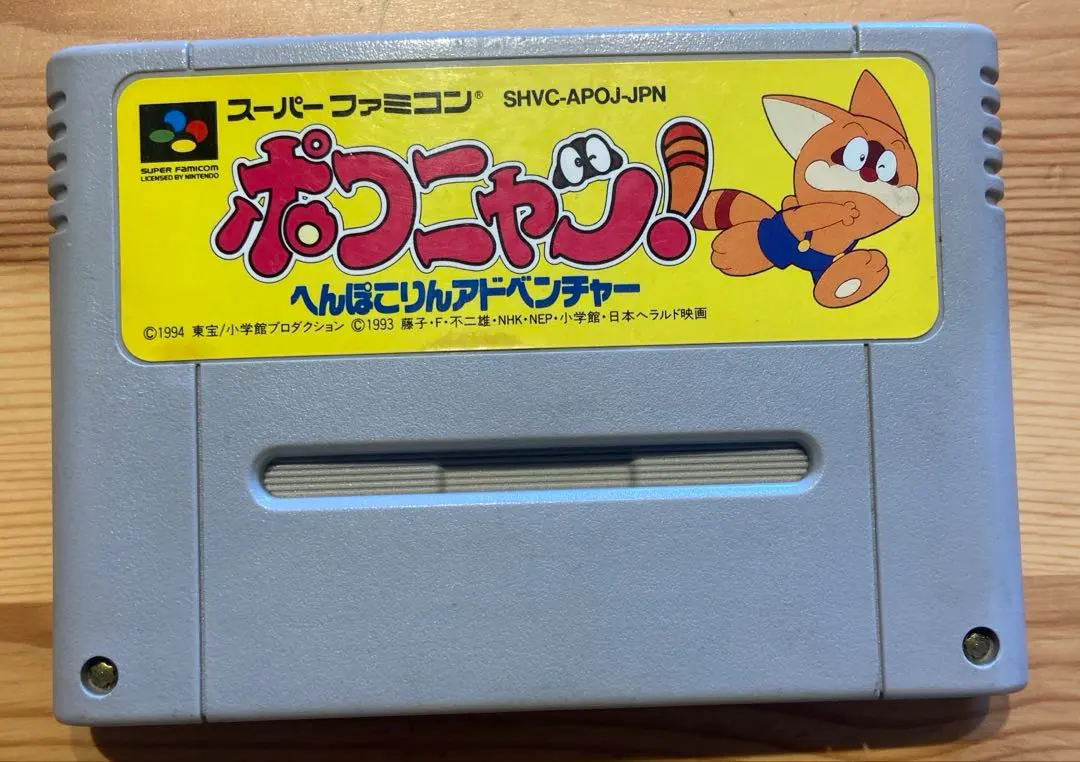 スーパーファミコン® SHVC-APOJ-JPN
SUPER FAMICOM
LICENSED BY NINTENDO
ポコニャン!
へんぽこりんアドベンチャー
©1994 東宝/小学館プロダクション ©1993 藤子・F・不二雄・NHK・NEP・小学館・日本ヘラルド映画